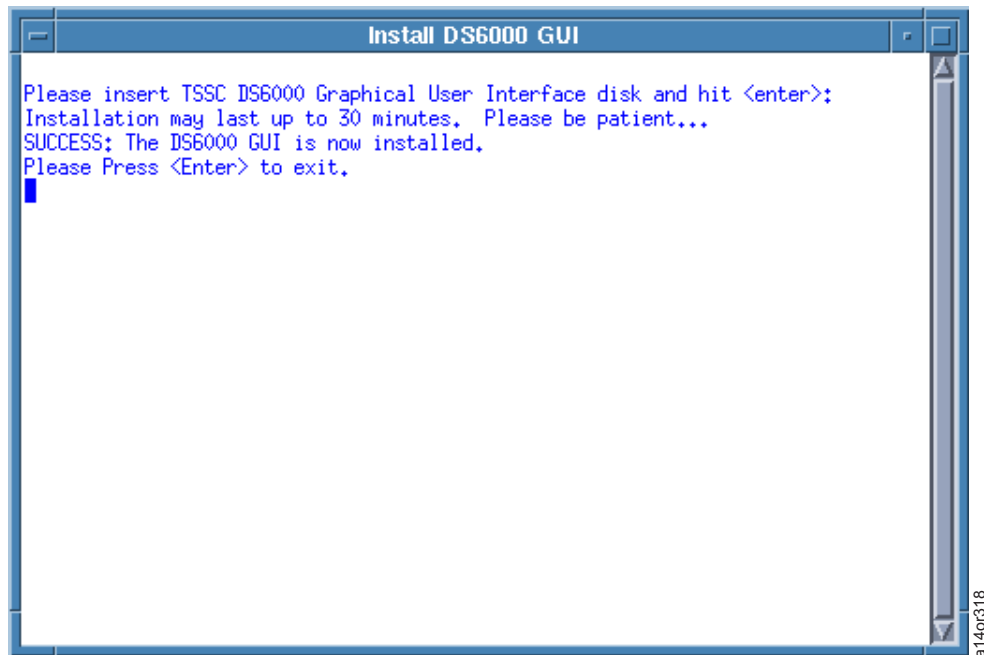 Install DS6000 GUI
Please insert TSSC DS6000 Graphical User Interface disk and hit <enter>:
Installation may last up to 30 minutes.  Please be patient...
SUCCESS: The DS6000 GUI is now installed.
Please Press <Enter> to exit.
a14or318